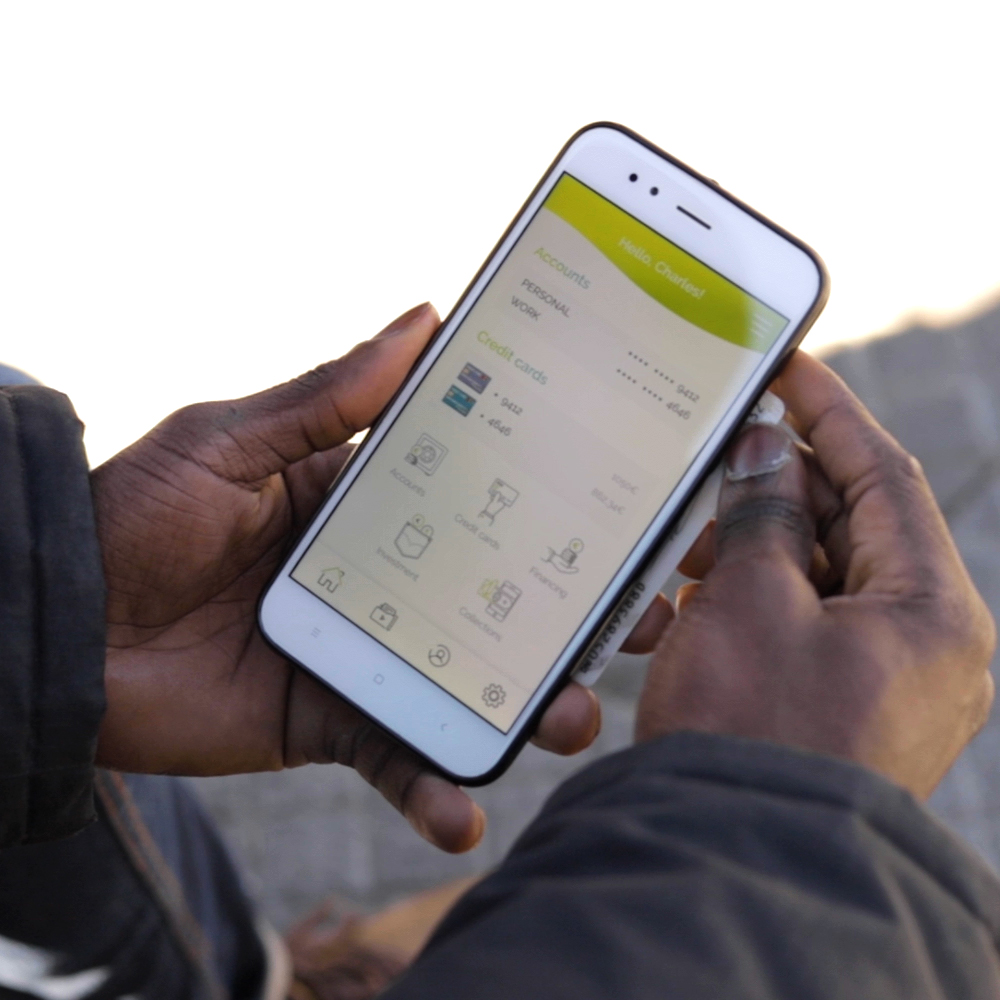 Hello, Charles!
Accounts
PERSONAL
•••• •••• 9412
WORK
•••• •••• 4646
Credit cards
• 9412
• 4646
Accounts
Credit cards
Financing
Investment
Collections